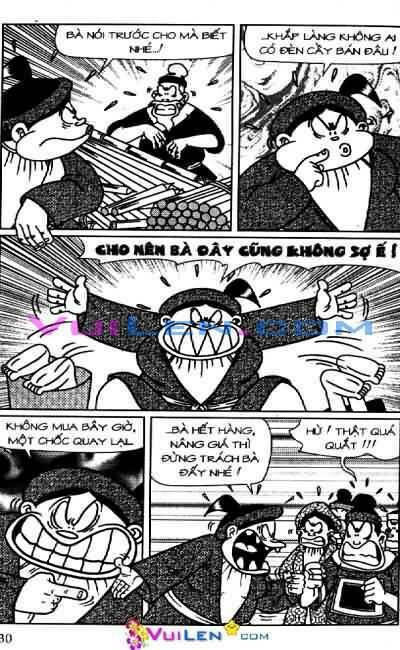 BÀ NÓI TRƯỚC CHO MÀ BIẾT
NHÉ...!
...KHẮP LÀNG KHÔNG AI
CÓ ĐÈN CẦY BÁN ĐÂU!
CHO NÊN BÀ ĐÂY CŨNG KHÔNG SỢ Ế!
VUILEN.COM
KHÔNG MUA BÂY GIỜ,
MỘT CHỐC QUAY LẠI...
...BÀ HẾT HÀNG,
NÂNG GIÁ THÌ
ĐỪNG TRÁCH BÀ
ĐẤY NHÉ!
HỪ! THẬT QUÁ
QUẮT!!!
30
VUILEN.COM